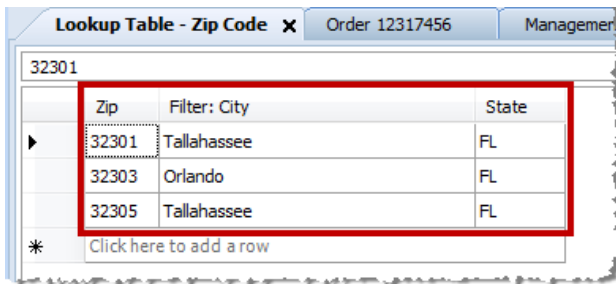 Lookup Table - Zip Code X Order 12317456 Managemen
32301
Zip Filter: City State
32301 Tallahassee FL
32303 Orlando FL
32305 Tallahassee FL
* Click here to add a row